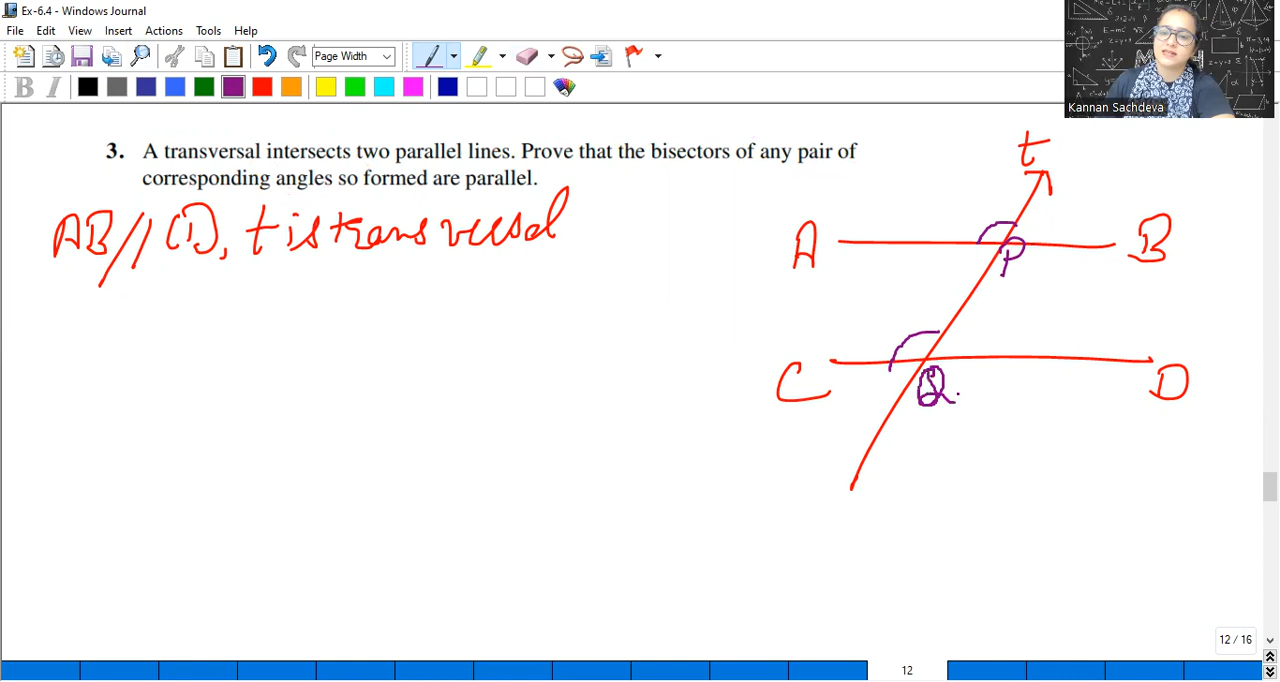 Ex-6.4 - Windows Journal
File Edit View Insert Actions Tools Help
Page Width
B I
Kannan Sachdeva
3. A transversal intersects two parallel lines. Prove that the bisectors of any pair of
corresponding angles so formed are parallel.
AB // CD, t is transversal
t
A B
P
C D
Q.
12 / 16
12